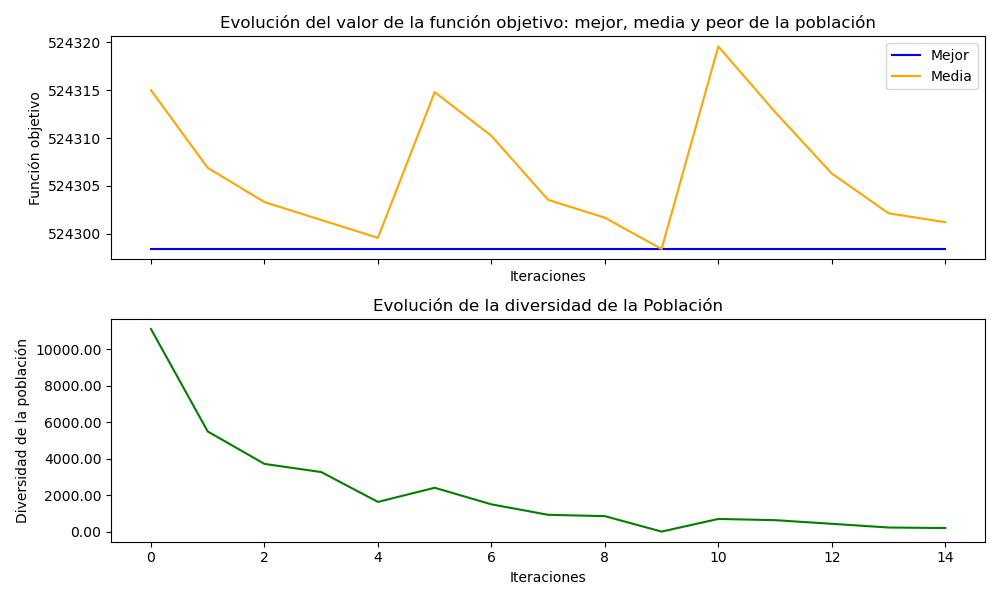 Evolución del valor de la función objetivo: mejor, media y peor de la población
Función objetivo
524320
524315
524310
524305
524300
Mejor
Media
Iteraciones
Evolución de la diversidad de la Población
Diversidad de la población
10000.00
8000.00
6000.00
4000.00
2000.00
0.00
0 2 4 6 8 10 12 14
Iteraciones